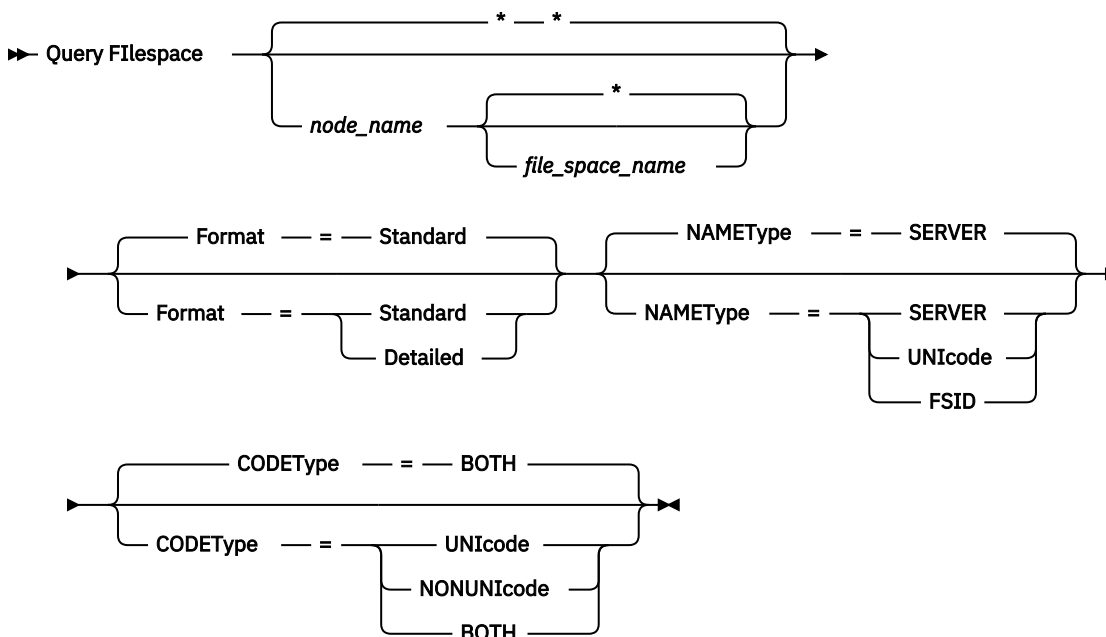 * *
Query FIlespace
*
node_name
file_space_name
Format = Standard NAMEType = SERVER
Format = Standard NAMEType = SERVER
Detailed UNIcode
FSID
CODEType = BOTH
CODEType = UNIcode
NONUNIcode
BOTH